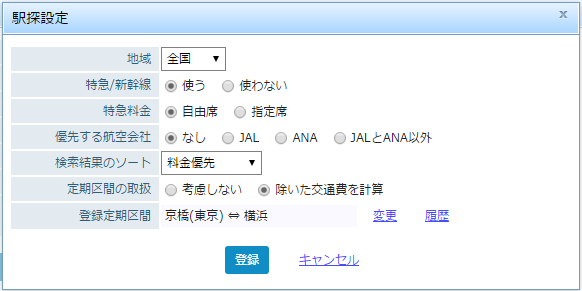 駅探設定 x
地域 全国 ▼
特急/新幹線 使う 使わない
特急料金 自由席 指定席
優先する航空会社 なし JAL ANA JALとANA以外
検索結果のソート 料金優先 ▼
定期区間の取扱 考慮しない 除いた交通費を計算
登録定期区間 京橋(東京) ⇔ 横浜 変更 履歴
登録 キャンセル